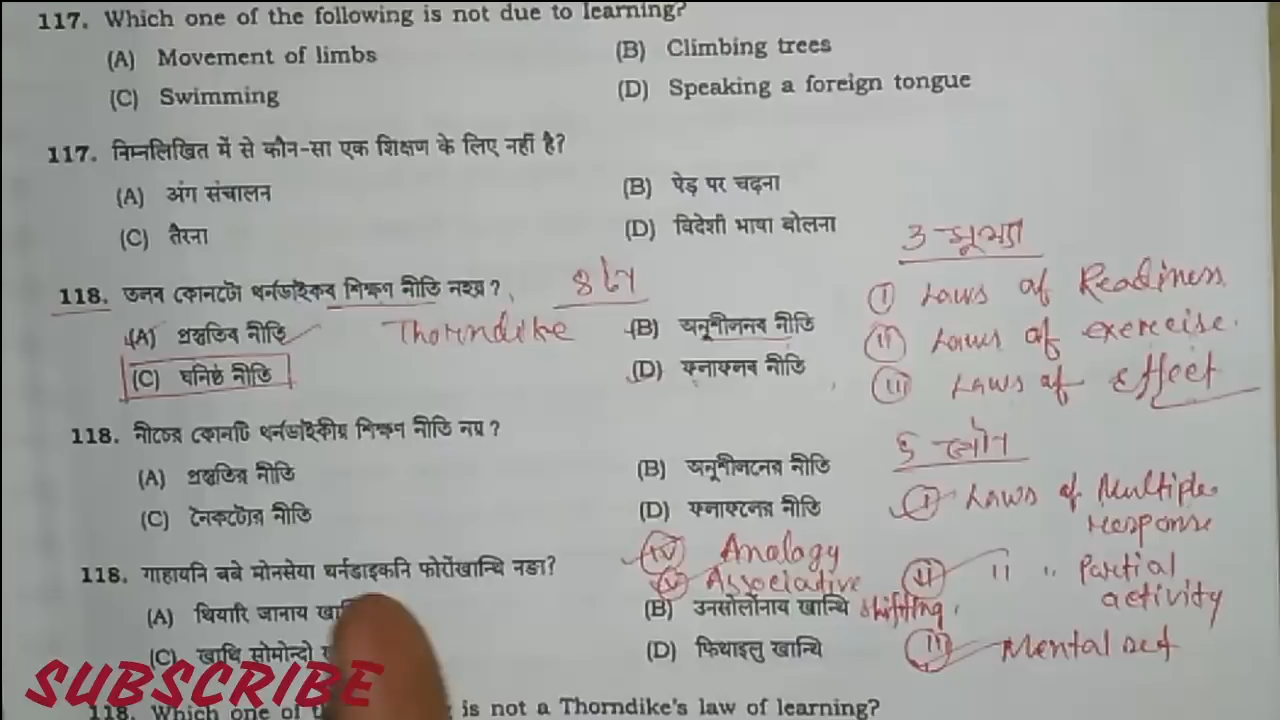 117. Which one of the following is not due to learning?
(A) Movement of limbs (B) Climbing trees
(C) Swimming (D) Speaking a foreign tongue
117. निम्नलिखित में से कौन-सा एक शिक्षण के लिए नहीं है?
(A) अंग संचालन (B) पेड़ पर चढ़ना
(C) तैरना (D) विदेशी भाषा बोलना
118. তলৰ কোনটো থৰ্নডাইকৰ শিক্ষণ নীতি নহয় ?
(A) প্ৰস্তুতিৰ নীতি Thorndike (B) অনুশীলনৰ নীতি
(C) ঘনিষ্ঠ নীতি (D) ফলাফলৰ নীতি
i Laws of Readiness
ii Laws of exercise.
iii Laws of Effect
118. নীচের কোনটি থর্নডাইকীয় শিক্ষণ নীতি নয় ?
(A) প্রস্তুতির নীতি (B) অনুশীলনের নীতি
(C) নৈকট্যের নীতি (D) ফলাফলের নীতি
i Laws of Multiple response
ii " " Partial activity
iii Mental set
iv Analogy
v Associative shifting.
118. गाहायनि बबे मोनसेया थर्नडाइकनि फोरोंखान्थि नङा?
(A) थियारि जानाय (B) उनसोलोंनाय खान्थि
(C) खाथि सोमोन्दो (D) फिथाइलु खान्थि
118. Which one of is not a Thorndike's law of learning?
SUBSCRIBE